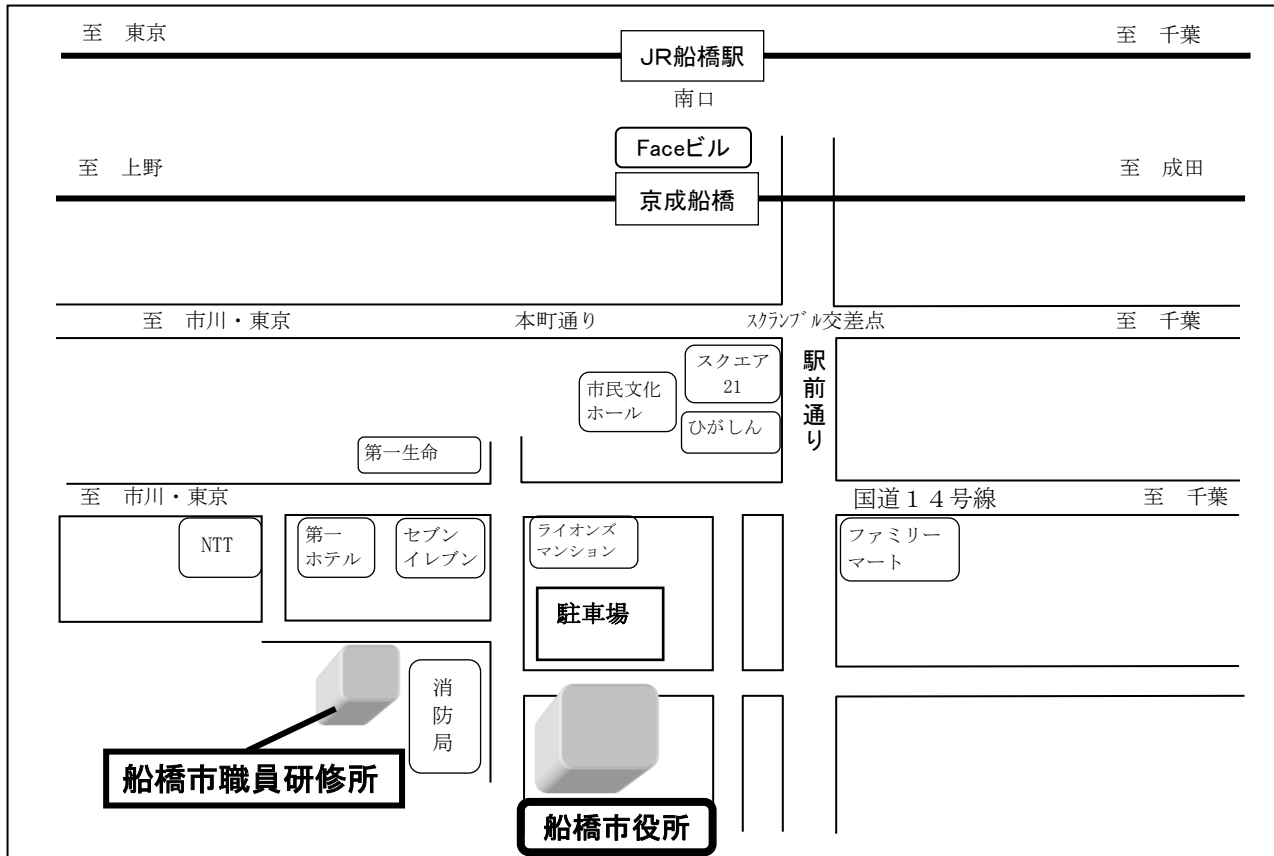 至 東京
JR船橋駅
至 千葉
南口
Faceビル
至 上野
京成船橋
至 成田
至 市川・東京
本町通り
ｽｸﾗﾝﾌﾞﾙ交差点
至 千葉
スクエア
21
市民文化
ホール
ひがしん
駅前通り
第一生命
至 市川・東京
国道１４号線
至 千葉
NTT
第一
ホテル
セブン
イレブン
ライオンズ
マンション
ファミリー
マート
駐車場
消防局
船橋市職員研修所
船橋市役所